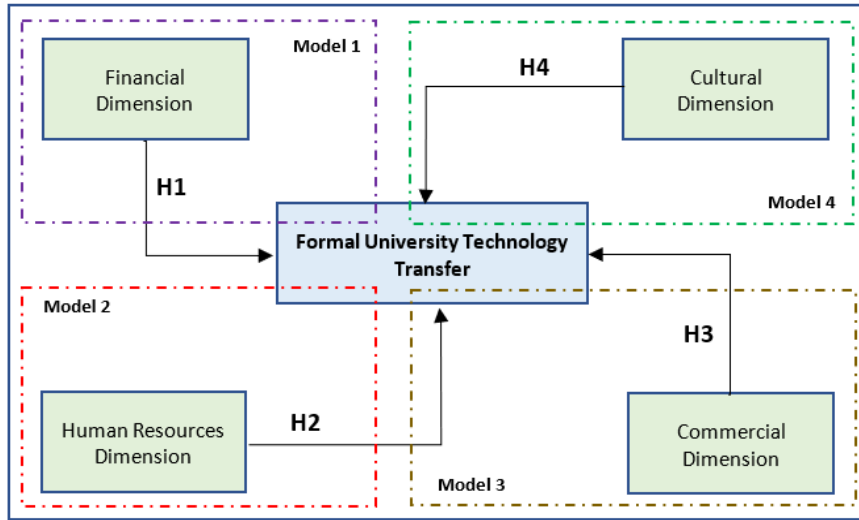 Model 1
Financial
Dimension
H1
H4
Cultural
Dimension
Model 4
Formal University Technology
Transfer
Model 2
Human Resources
Dimension
H2
H3
Commercial
Dimension
Model 3